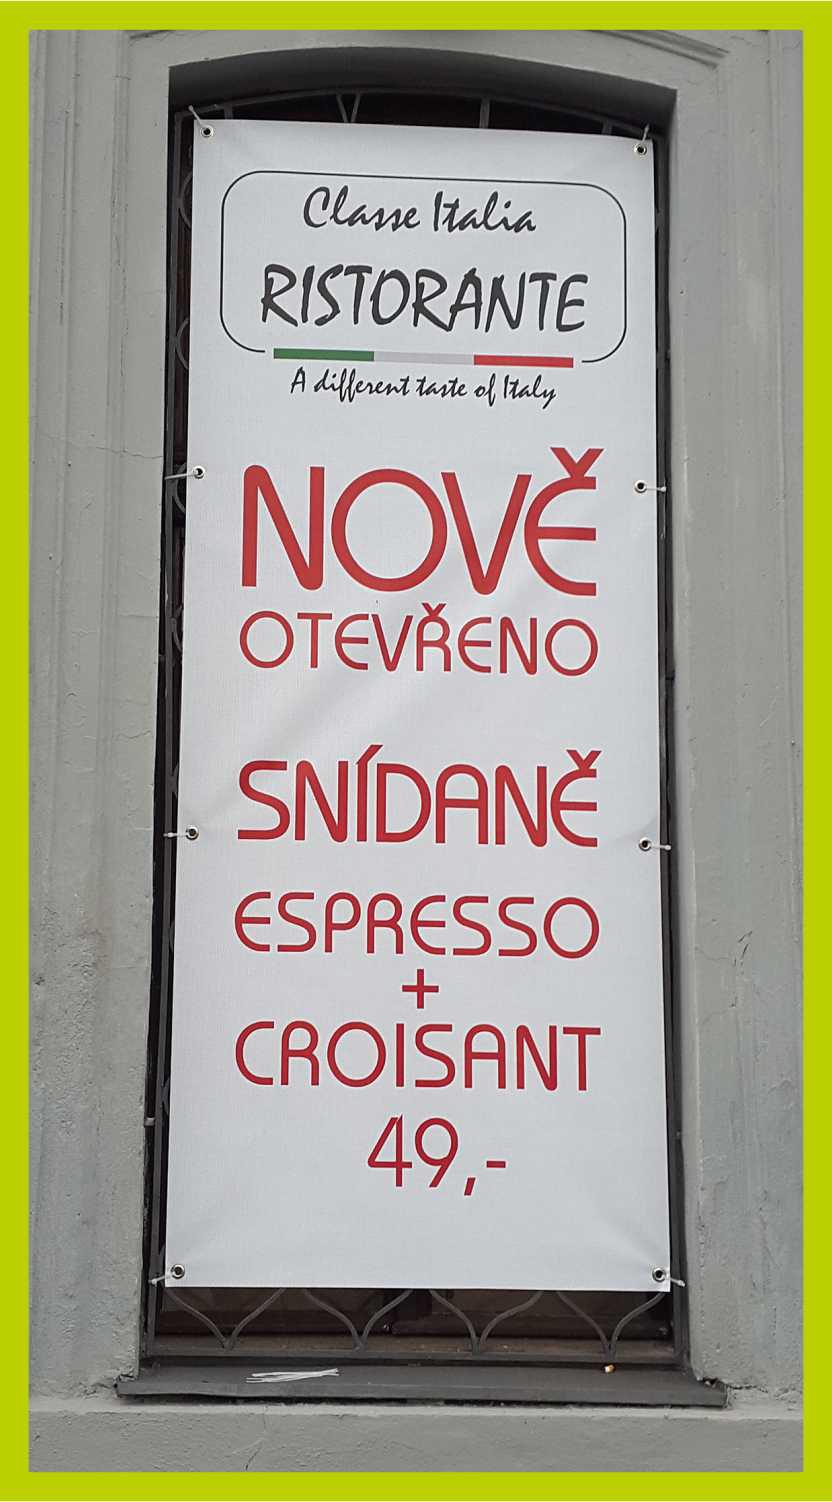 Classe Italia
RISTORANTE
A different taste of Italy
NOVĚ
OTEVŘENO
SNÍDANĚ
ESPRESSO
+
CROISANT
49,-